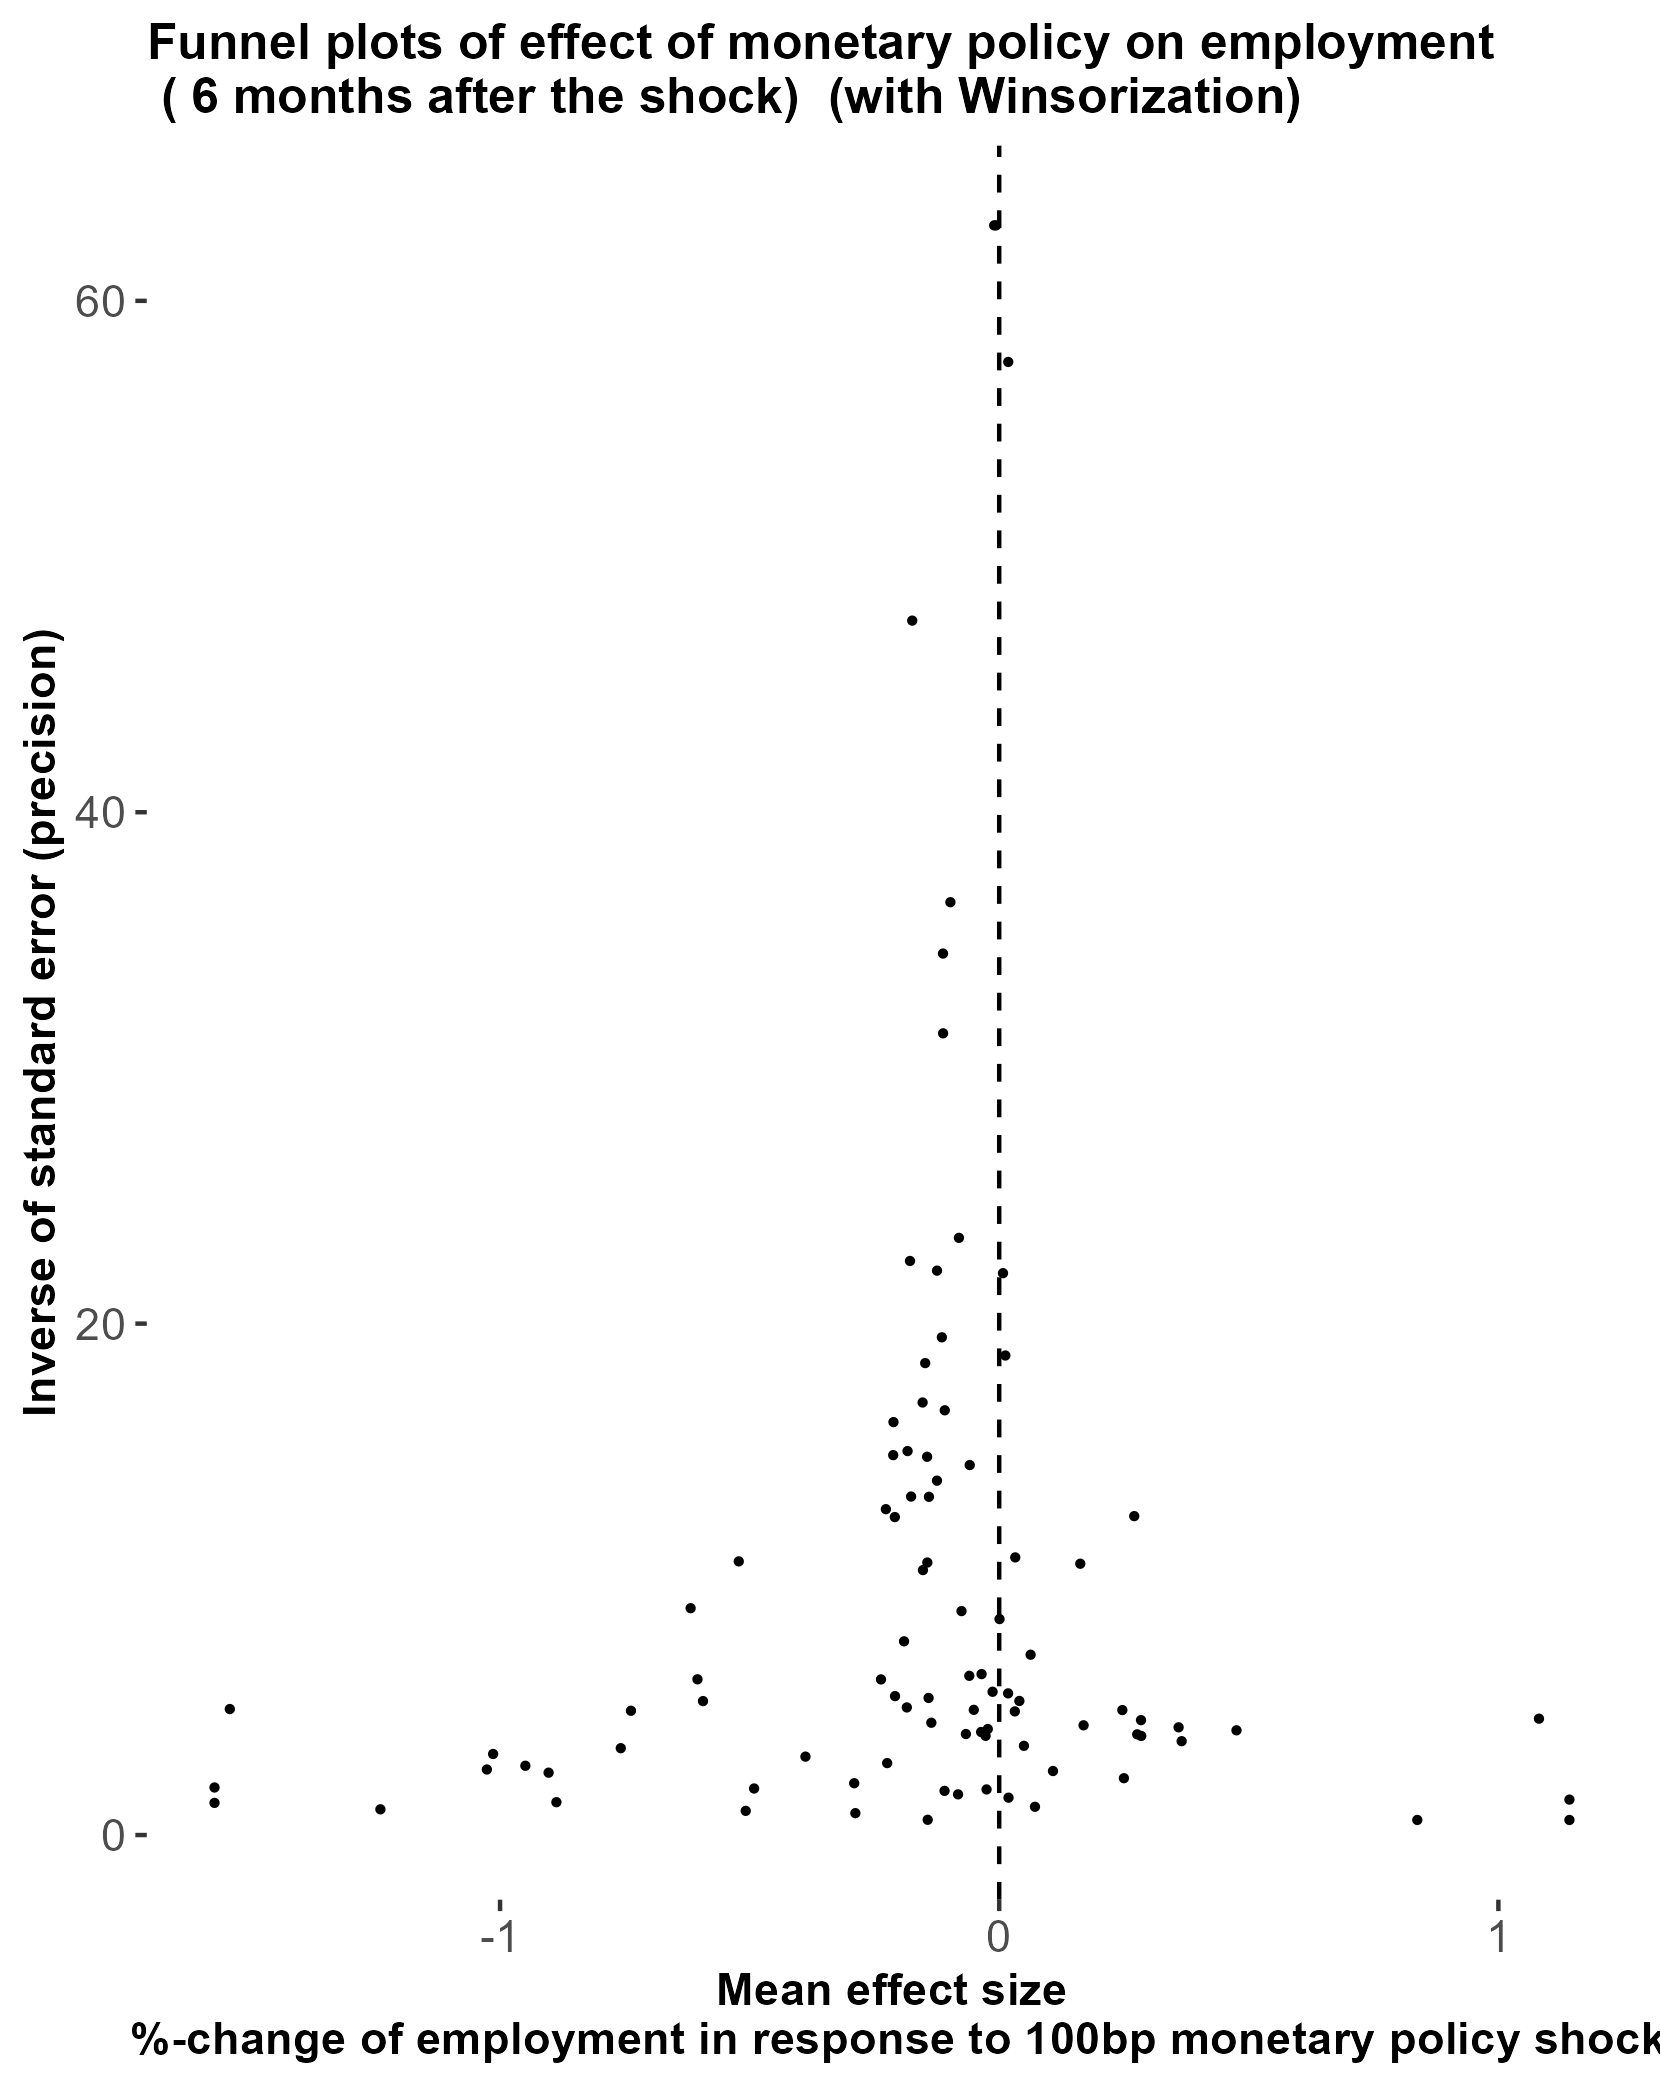 Funnel plots of effect of monetary policy on employment
( 6 months after the shock)  (with Winsorization)
Inverse of standard error (precision)
60
40
20
0
-1
0
1
Mean effect size
%-change of employment in response to 100bp monetary policy shock